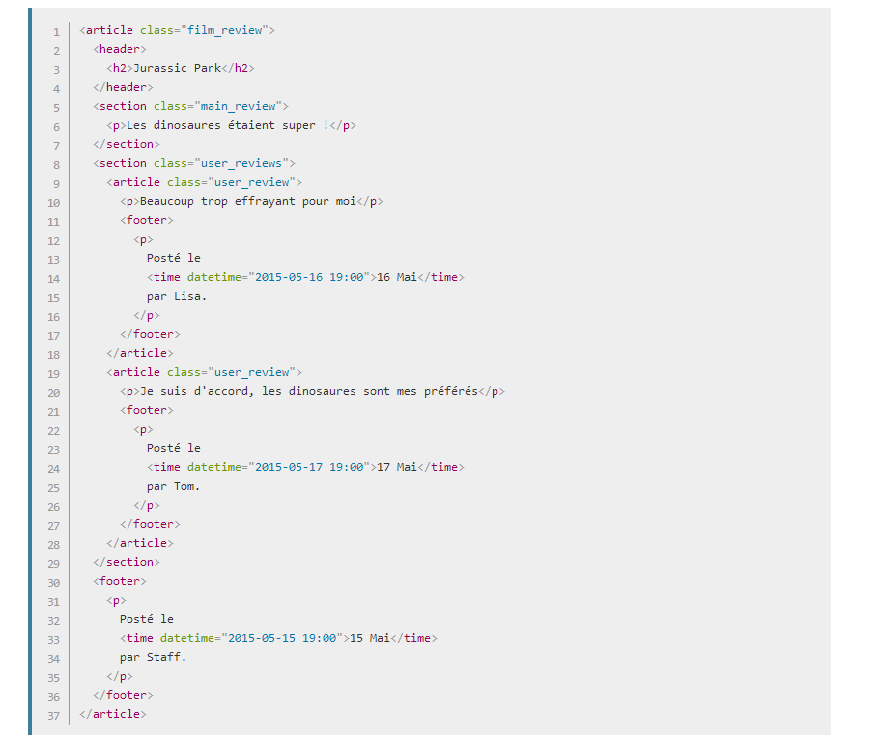 1 <article class="film_review">
2   <header>
3     <h2>Jurassic Park</h2>
4   </header>
5   <section class="main_review">
6     <p>Les dinosaures étaient super !</p>
7   </section>
8   <section class="user_reviews">
9     <article class="user_review">
10       <p>Beaucoup trop effrayant pour moi</p>
11       <footer>
12         <p>
13           Posté le
14           <time datetime="2015-05-16 19:00">16 Mai</time>
15           par Lisa.
16         </p>
17       </footer>
18     </article>
19     <article class="user_review">
20       <p>Je suis d'accord, les dinosaures sont mes préférés</p>
21       <footer>
22         <p>
23           Posté le
24           <time datetime="2015-05-17 19:00">17 Mai</time>
25           par Tom.
26         </p>
27       </footer>
28     </article>
29   </section>
30   <footer>
31     <p>
32       Posté le
33       <time datetime="2015-05-15 19:00">15 Mai</time>
34       par Staff.
35     </p>
36   </footer>
37 </article>